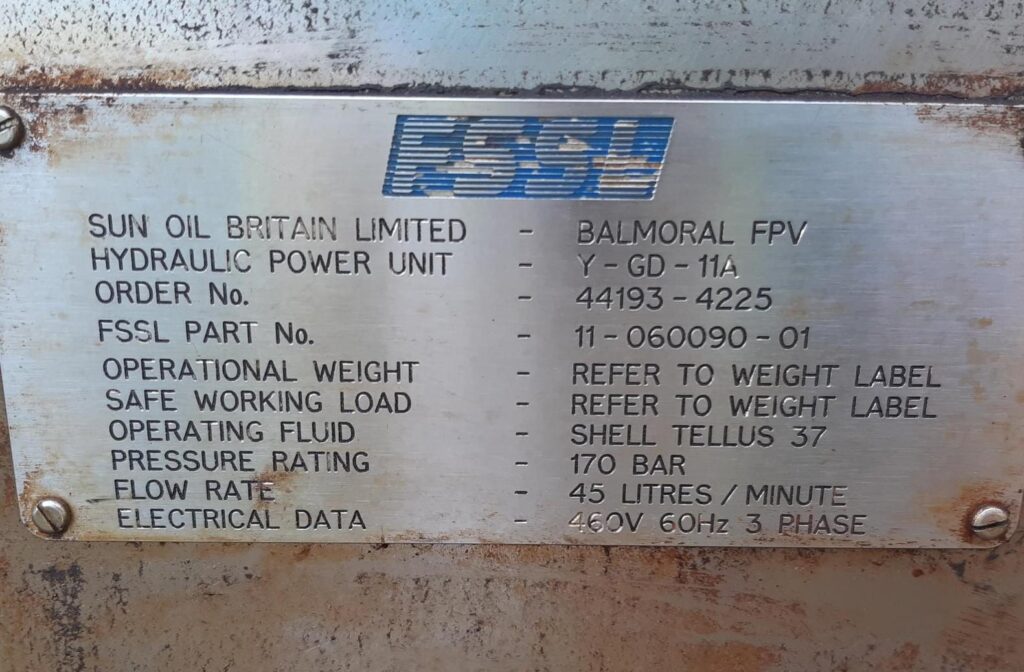 FSSL
SUN OIL BRITAIN LIMITED - BALMORAL FPV
HYDRAULIC POWER UNIT - Y-GD-11A
ORDER No. - 44193-4225
FSSL PART No. - 11-060090-01
OPERATIONAL WEIGHT - REFER TO WEIGHT LABEL
SAFE WORKING LOAD - REFER TO WEIGHT LABEL
OPERATING FLUID - SHELL TELLUS 37
PRESSURE RATING - 170 BAR
FLOW RATE - 45 LITRES / MINUTE
ELECTRICAL DATA - 460V 60Hz 3 PHASE